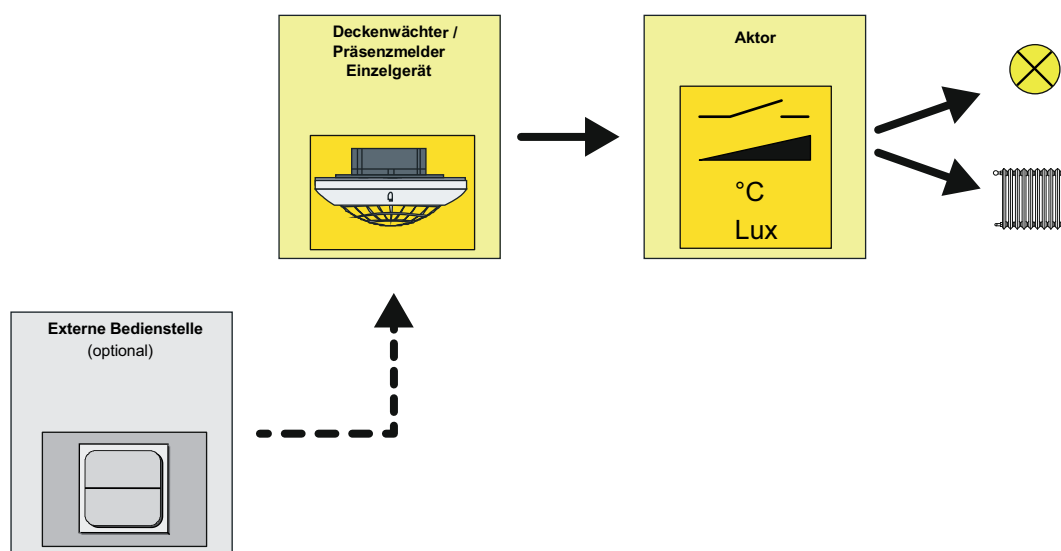 Deckenwächter /
Präsenzmelder
Einzelgerät
Aktor
°C
Lux
Externe Bedienstelle
(optional)